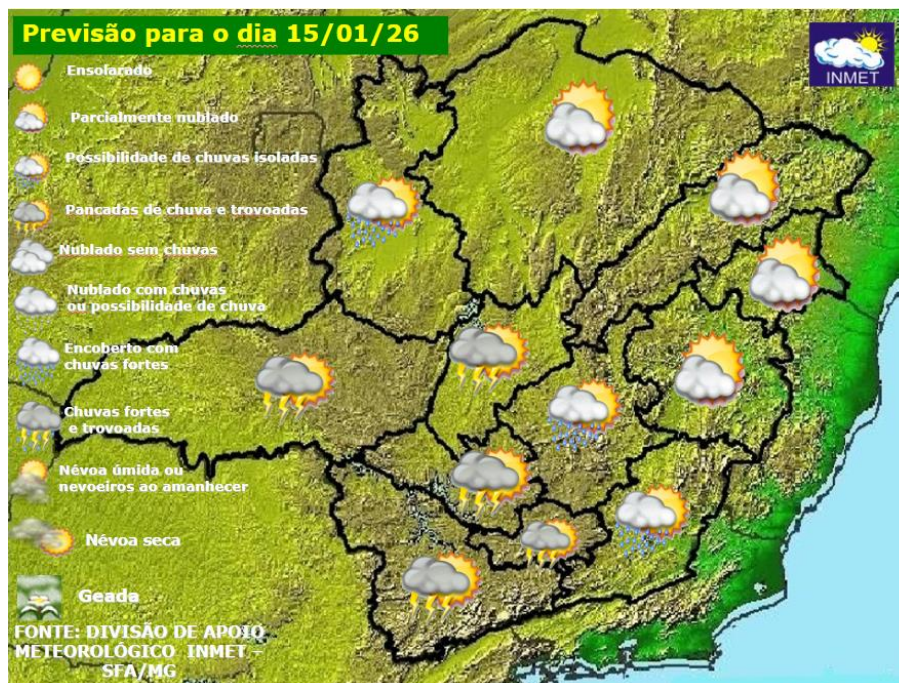 Previsão para o dia 15/01/26
INMET
Ensolarado
Parcialmente nublado
Possibilidade de chuvas isoladas
Pancadas de chuva e trovoadas
Nublado sem chuvas
Nublado com chuvas
ou possibilidade de chuva
Encoberto com
chuvas fortes
Chuvas fortes
e trovoadas
Névoa úmida ou
nevoeiros ao amanhecer
Névoa seca
Geada
FONTE: DIVISÃO DE APOIO
METEOROLÓGICO INMET –
SFA/MG